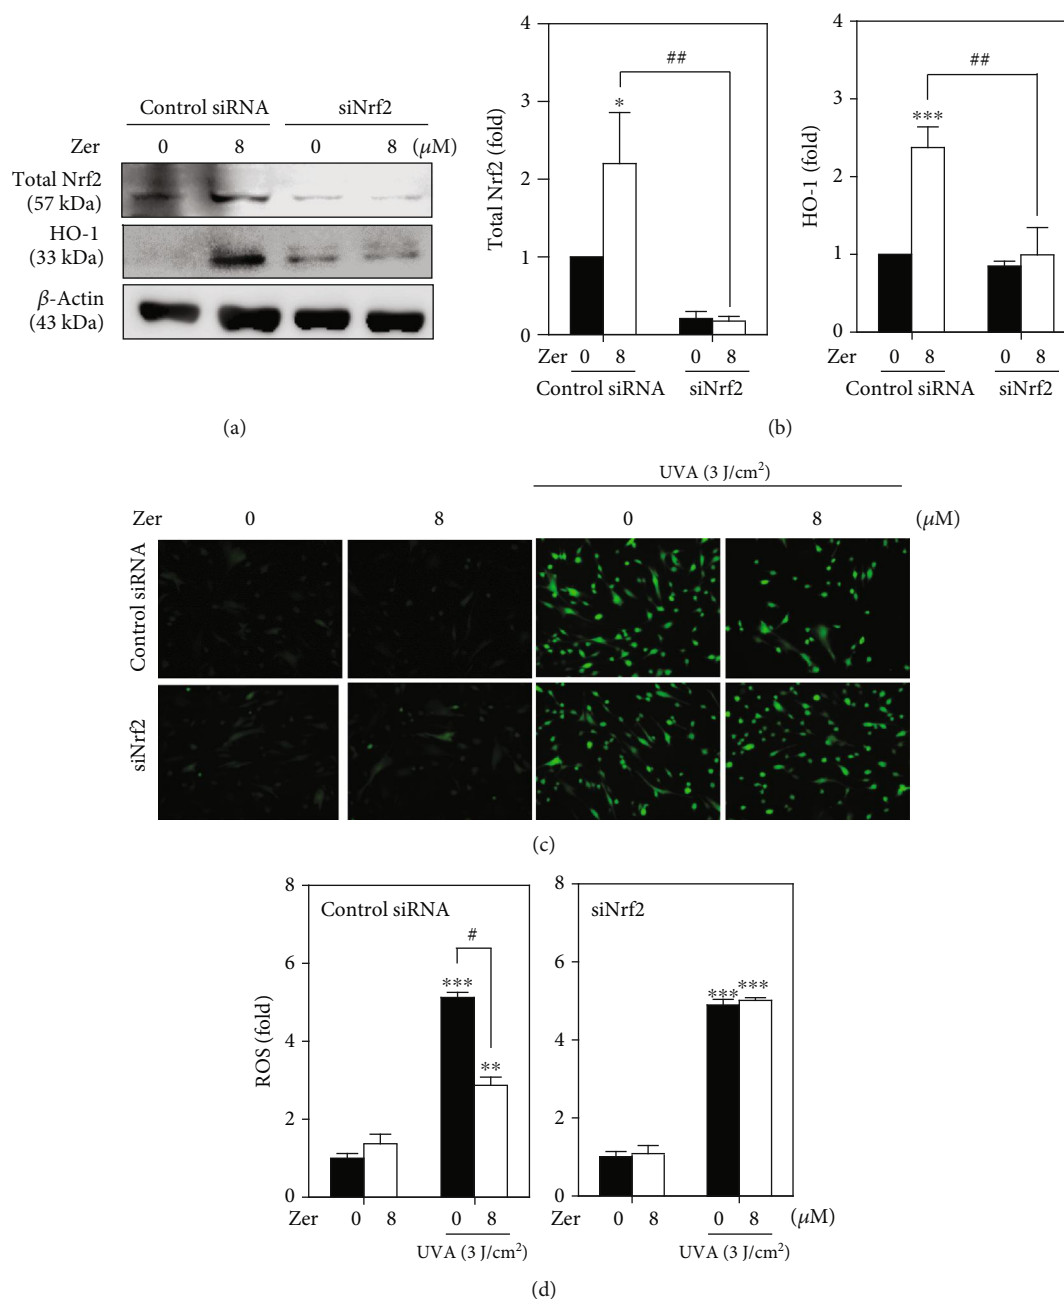 Control siRNA siNrf2
Zer 0 8 0 8 (μM)
Total Nrf2
(57 kDa)
HO-1
(33 kDa)
β-Actin
(43 kDa)
(a)
4
3
2
1
0
Total Nrf2 (fold)
*
##
Zer 0 8 0 8
Control siRNA siNrf2
4
3
2
1
0
HO-1 (fold)
***
##
Zer 0 8 0 8
Control siRNA siNrf2
(b)
UVA (3 J/cm²)
Zer 0 8 0 8 (μM)
Control siRNA
siNrf2
(c)
8
6
4
2
0
ROS (fold)
Control siRNA
#
***
**
Zer 0 8 0 8
UVA (3 J/cm²)
8
6
4
2
0
siNrf2
*** ***
0 8 0 8 (μM)
UVA (3 J/cm²)
(d)